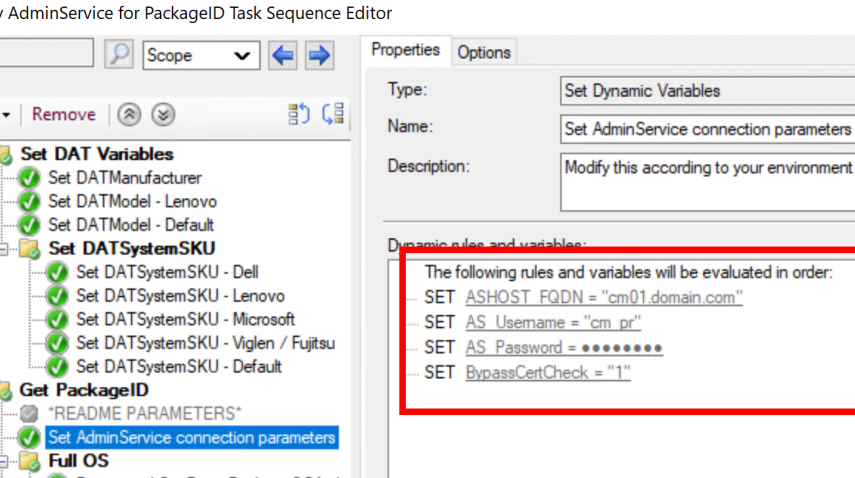 AdminService for PackageID Task Sequence Editor
Scope
Remove
Set DAT Variables
Set DATManufacturer
Set DATModel - Lenovo
Set DATModel - Default
Set DATSystemSKU
Set DATSystemSKU - Dell
Set DATSystemSKU - Lenovo
Set DATSystemSKU - Microsoft
Set DATSystemSKU - Viglen / Fujitsu
Set DATSystemSKU - Default
Get PackageID
*README PARAMETERS*
Set AdminService connection parameters
Full OS
Properties
Options
Type:
Set Dynamic Variables
Name:
Set AdminService connection parameters
Description:
Modify this according to your environment
Dynamic rules and variables:
The following rules and variables will be evaluated in order:
SET ASHOST_FQDN = "cm01.domain.com"
SET AS_Username = "cm_pr"
SET AS_Password = ●●●●●●●●
SET BypassCertCheck = "1"